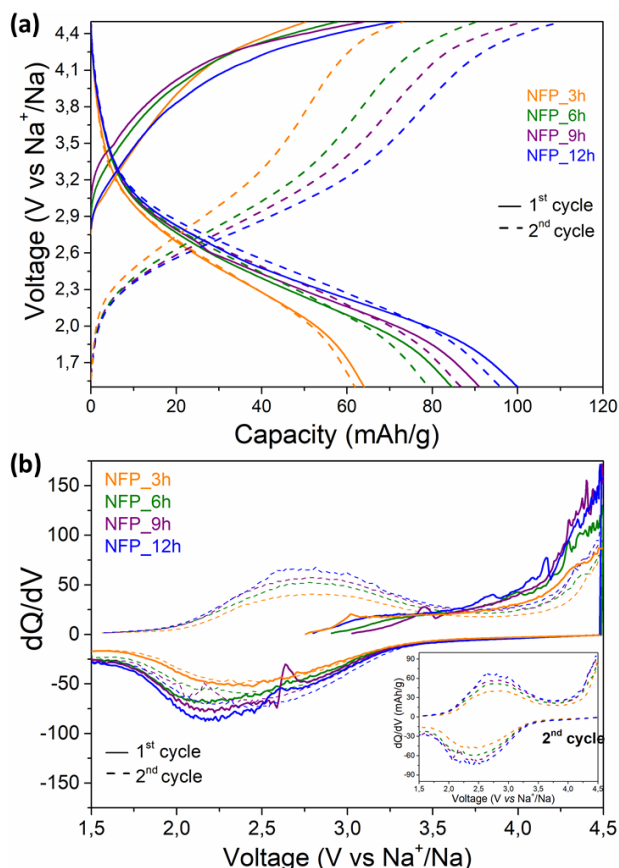 (a)
4,4
4,1
3,8
3,5
3,2
2,9
2,6
2,3
2,0
1,7
Voltage (V vs Na⁺/Na)
NFP_3h
NFP_6h
NFP_9h
NFP_12h
1st cycle
2nd cycle
0 20 40 60 80 100 120
Capacity (mAh/g)
(b)
150
100
50
0
-50
-100
-150
dQ/dV
NFP_3h
NFP_6h
NFP_9h
NFP_12h
1st cycle
2nd cycle
90
60
30
0
-30
-60
-90
dQ/dV (mAh/g)
2nd cycle
1,5 2,0 2,5 3,0 3,5 4,0 4,5
Voltage (V vs Na⁺/Na)
1,5 2,0 2,5 3,0 3,5 4,0 4,5
Voltage (V vs Na⁺/Na)